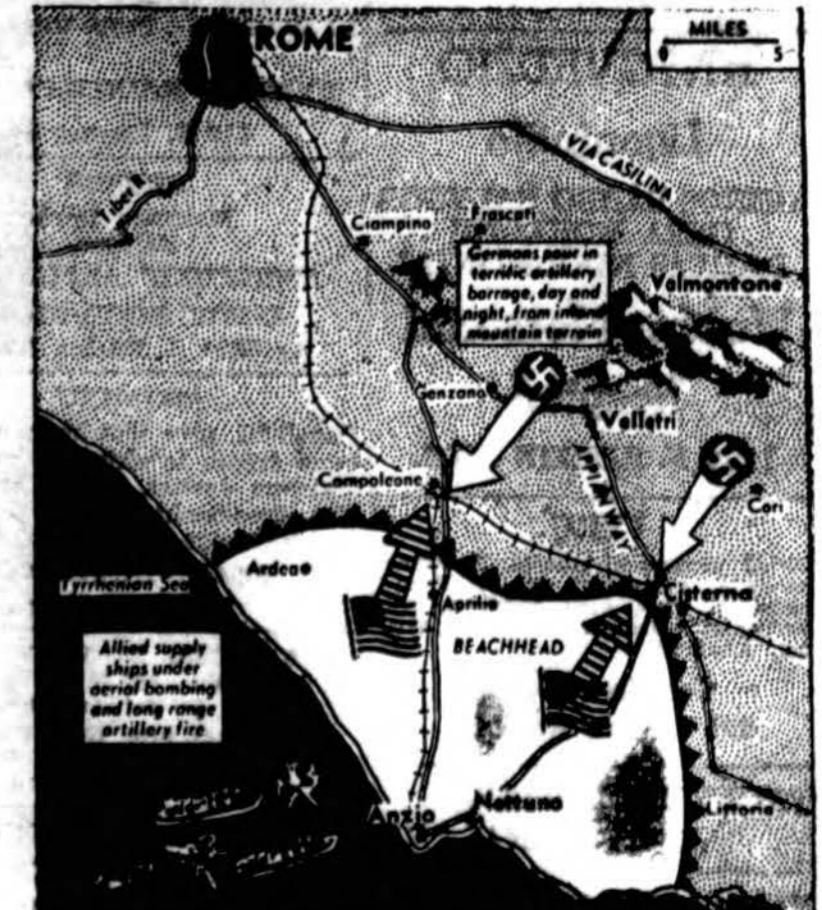 ROME
MILES
0 5
VIA CASILINA
Tiber R.
Ciampino
Frascati
Germans pour in
terrific artillery
barrage, day and
night, from inland
mountain terrain
Valmontone
Genzano
Velletri
APPIAN WAY
Campoleone
Cori
Ardea
Tyrrhenian Sea
Cisterna
Aprilia
BEACHHEAD
Allied supply
ships under
aerial bombing
and long range
artillery fire
Anzio
Nettuno
Littoria